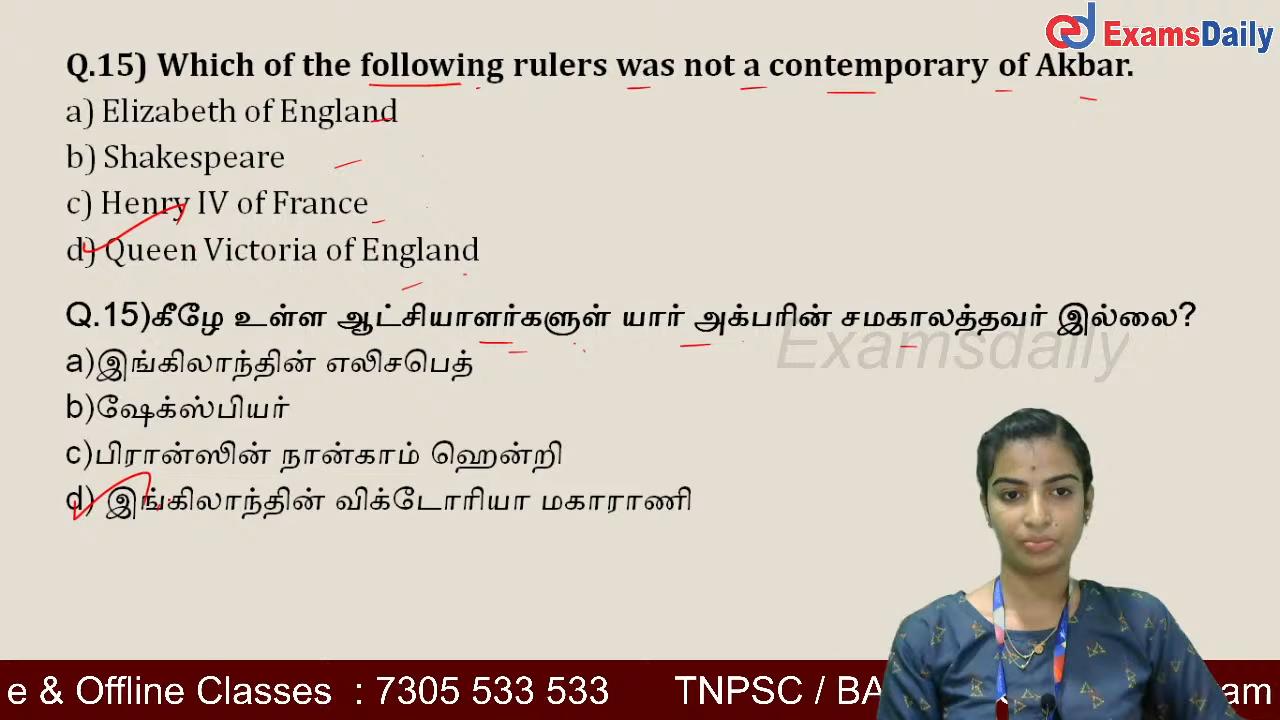 ed ExamsDaily
Q.15) Which of the following rulers was not a contemporary of Akbar.
a) Elizabeth of England
b) Shakespeare
c) Henry IV of France
d) Queen Victoria of England
Q.15)கீழே உள்ள ஆட்சியாளர்களுள் யார் அக்பரின் சமகாலத்தவர் இல்லை?
Examsdaily
a)இங்கிலாந்தின் எலிசபெத்
b)ஷேக்ஸ்பியர்
c)பிரான்ஸின் நான்காம் ஹென்றி
d) இங்கிலாந்தின் விக்டோரியா மகாராணி
e & Offline Classes : 7305 533 533 TNPSC / BA